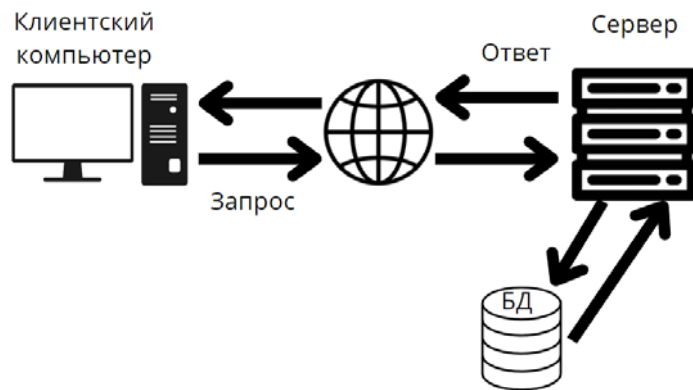 Клиентский
компьютер
Сервер
Ответ
Запрос
БД